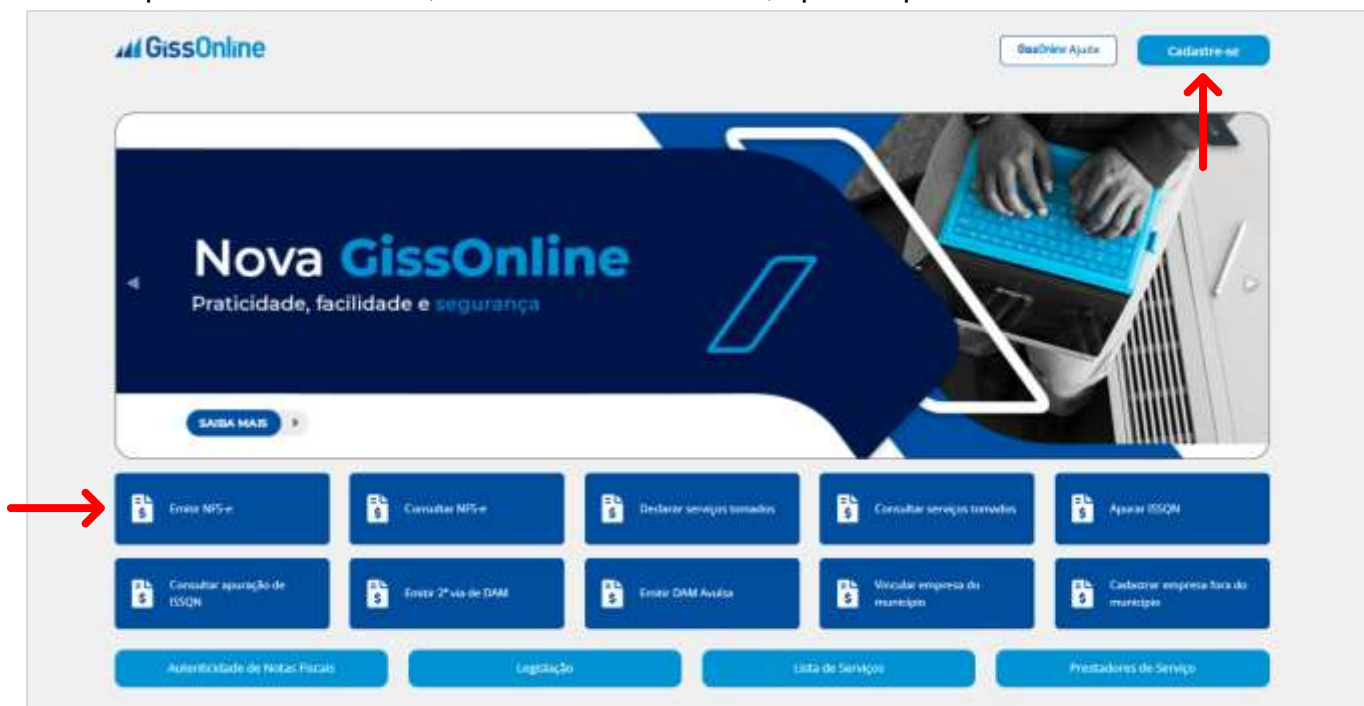 GissOnline
GissOnline Ajuda
Cadastre-se
Nova GissOnline
Praticidade, facilidade e segurança
SAIBA MAIS
Emitir NFS-e
Consultar NFS-e
Declarar serviços tomados
Consultar serviços tomados
Apurar ISSQN
Consultar apuração de
ISSQN
Emitir 2ª via de DAM
Emitir DAM Avulsa
Vincular empresa do
município
Cadastrar empresa fora do
município
Autenticidade de Notas Fiscais
Legislação
Lista de Serviços
Prestadores de Serviço